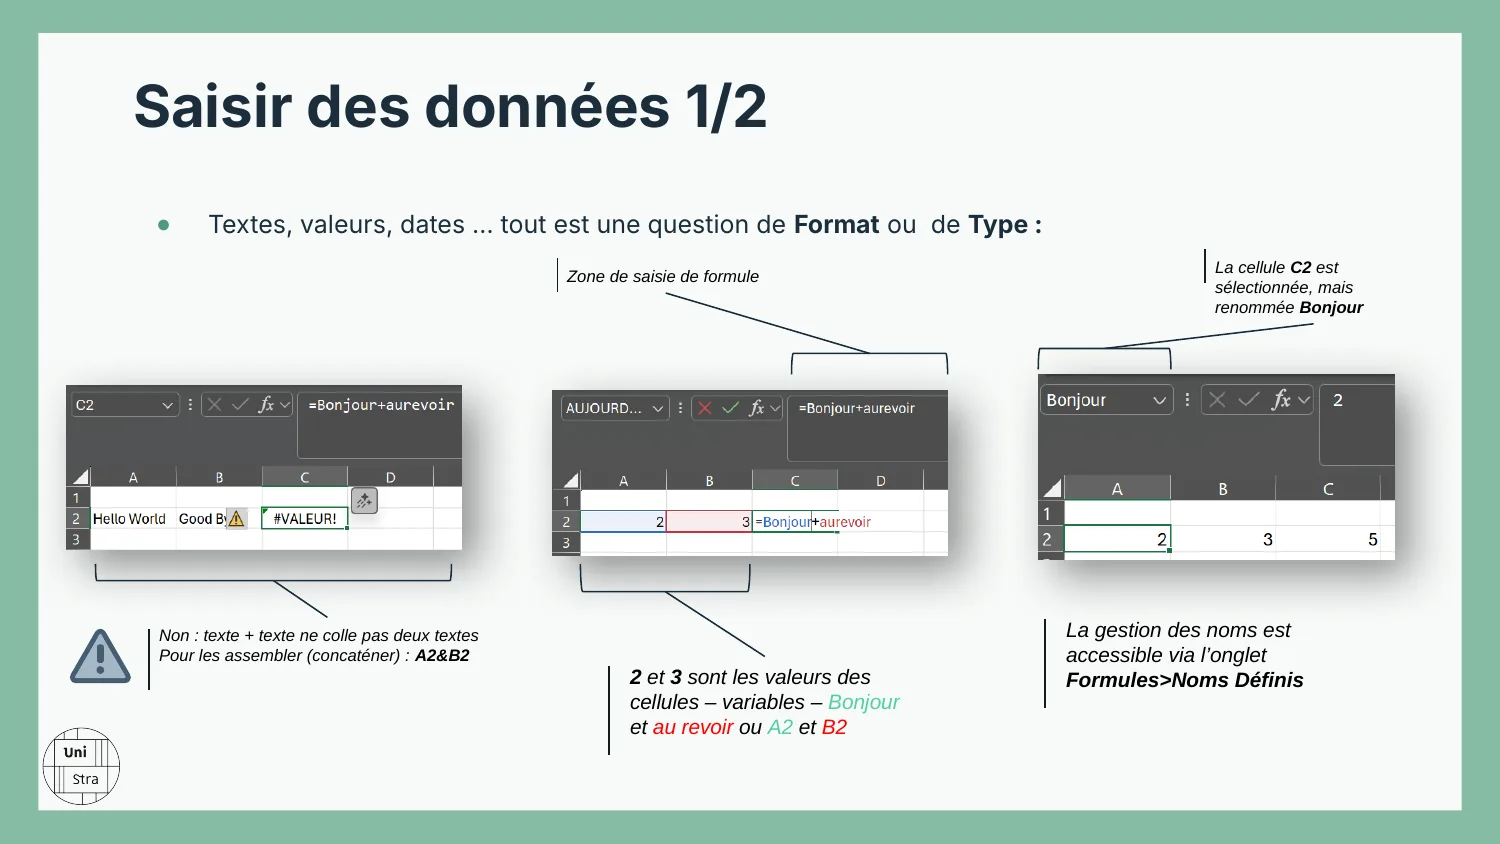 Saisir des données 1/2
● Textes, valeurs, dates ... tout est une question de Format ou  de Type :
Zone de saisie de formule
La cellule C2 est
sélectionnée, mais
renommée Bonjour
C2 fx =Bonjour+aurevoir
A B C D
1
2 Hello World Good By #VALEUR!
3
AUJOURD... fx =Bonjour+aurevoir
A B C D
1
2 2 3 =Bonjour+aurevoir
3
Bonjour fx 2
A B C
1
2 2 3 5
Non : texte + texte ne colle pas deux textes
Pour les assembler (concaténer) : A2&B2
2 et 3 sont les valeurs des
cellules – variables – Bonjour
et au revoir ou A2 et B2
La gestion des noms est
accessible via l’onglet
Formules>Noms Définis
Uni
Stra